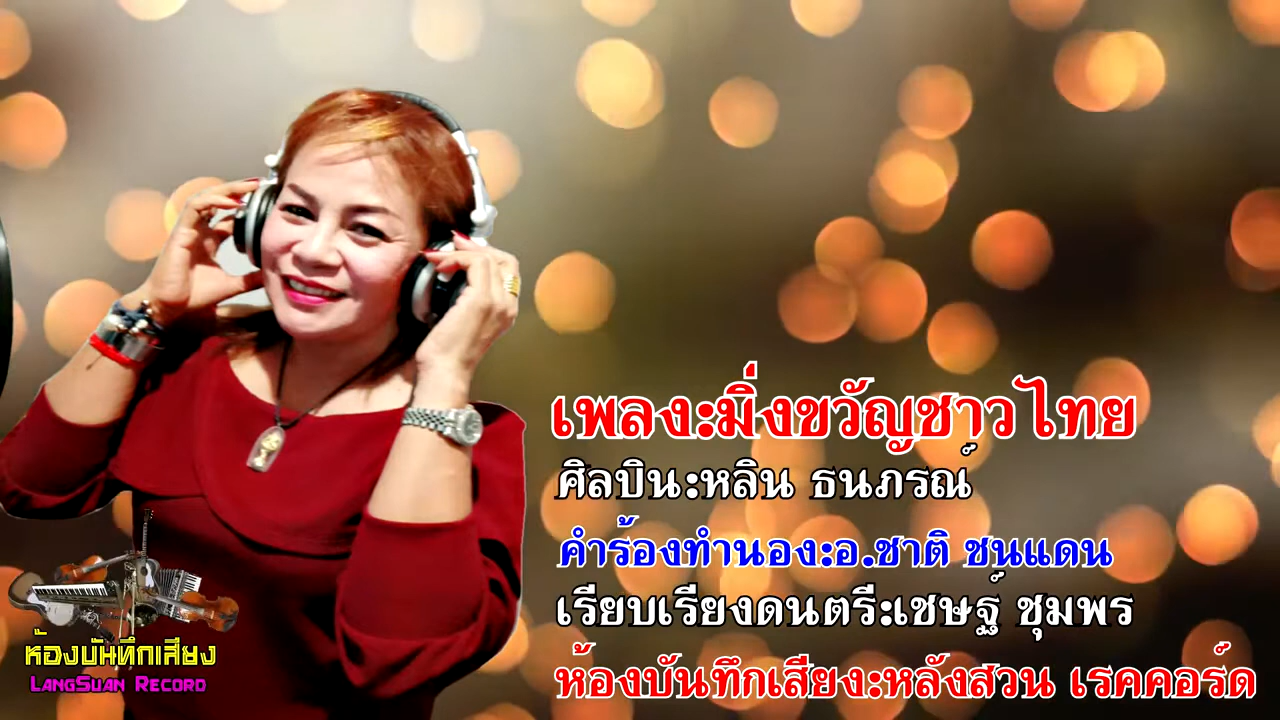 เพลง:มิ่งขวัญชาวไทย
ศิลปิน:หลิน ธนภรณ์
คำร้องทำนอง:อ.ชาติ ชนแดน
เรียบเรียงดนตรี:เชษฐ์ ชุมพร
ห้องบันทึกเสียง:หลังสวน เรคคอร์ด
ห้องบันทึกเสียง
LangSuan Record